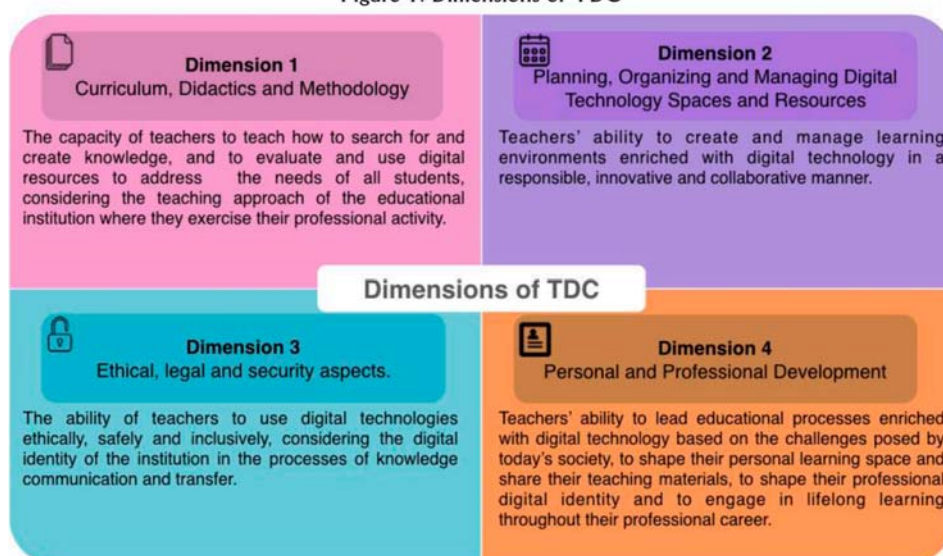 Figure 1. Dimensions of TDC
Dimension 1
Curriculum, Didactics and Methodology
The capacity of teachers to teach how to search for and
create knowledge, and to evaluate and use digital
resources to address the needs of all students,
considering the teaching approach of the educational
institution where they exercise their professional activity.
Dimension 2
Planning, Organizing and Managing Digital
Technology Spaces and Resources
Teachers' ability to create and manage learning
environments enriched with digital technology in a
responsible, innovative and collaborative manner.
Dimensions of TDC
Dimension 3
Ethical, legal and security aspects.
The ability of teachers to use digital technologies
ethically, safely and inclusively, considering the digital
identity of the institution in the processes of knowledge
communication and transfer.
Dimension 4
Personal and Professional Development
Teachers' ability to lead educational processes enriched
with digital technology based on the challenges posed by
today's society, to shape their personal learning space and
share their teaching materials, to shape their professional
digital identity and to engage in lifelong learning
throughout their professional career.